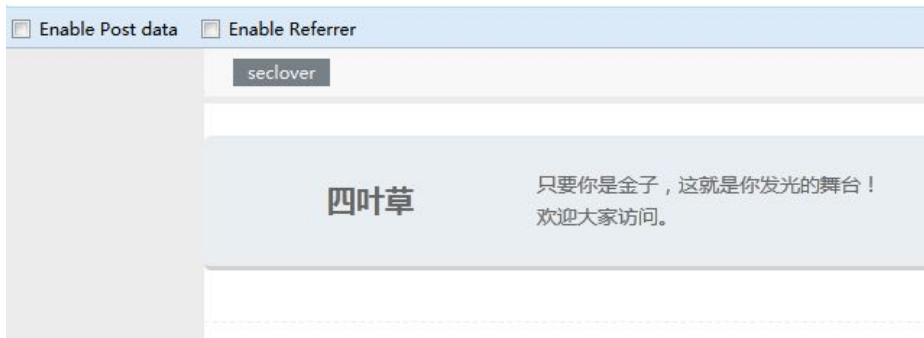 Enable Post data Enable Referrer
seclover
四叶草
只要你是金子，这就是你发光的舞台！
欢迎大家访问。